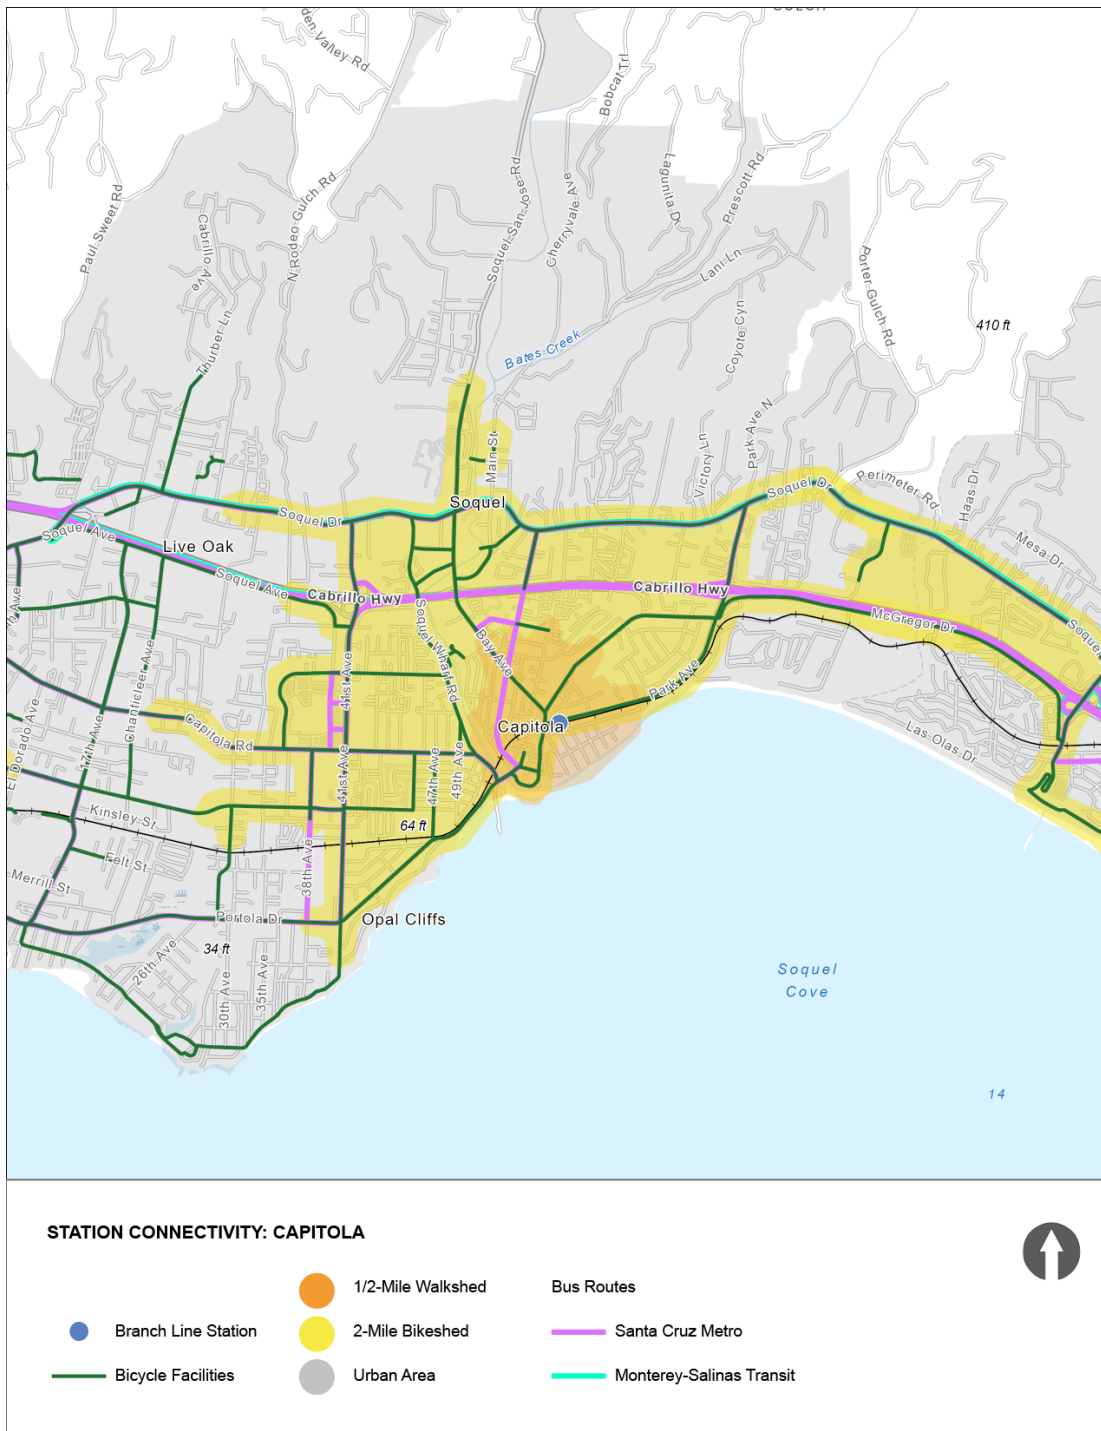 den Valley Rd
Bobcat Trl
Paul Sweet Rd
Cabrillo Ave
N Rodeo Gulch Rd
Soquel-San Jose Rd
Cherryvale Ave
Lagunita Dr
Prescott Rd
Lani Ln
Porter Gulch Rd
410 ft
Thurber Ln
Bates Creek
Coyote Cyn
Main St
Victory Ln
Park Ave N
Soquel Dr
Perimeter Rd
Haas Dr
Mesa Dr
Soquel
Soquel Dr
Soquel Ave
Live Oak
Soquel Ave
Cabrillo Hwy
Cabrillo Hwy
McGregor Dr
Soquel
th Ave
Soquel Wharf Rd
Bay Ave
Chanticleer Ave
41st Ave
Park Ave
El Dorado Ave
17th Ave
Capitola Rd
Capitola
Las Olas Dr
41st Ave
47th Ave
49th Ave
Kinsley St
64 ft
Felt St
Merrill St
38th Ave
Portola Dr
Opal Cliffs
26th Ave
34 ft
30th Ave
35th Ave
Soquel
Cove
14
STATION CONNECTIVITY: CAPITOLA
1/2-Mile Walkshed
Bus Routes
Branch Line Station
2-Mile Bikeshed
Santa Cruz Metro
Bicycle Facilities
Urban Area
Monterey-Salinas Transit